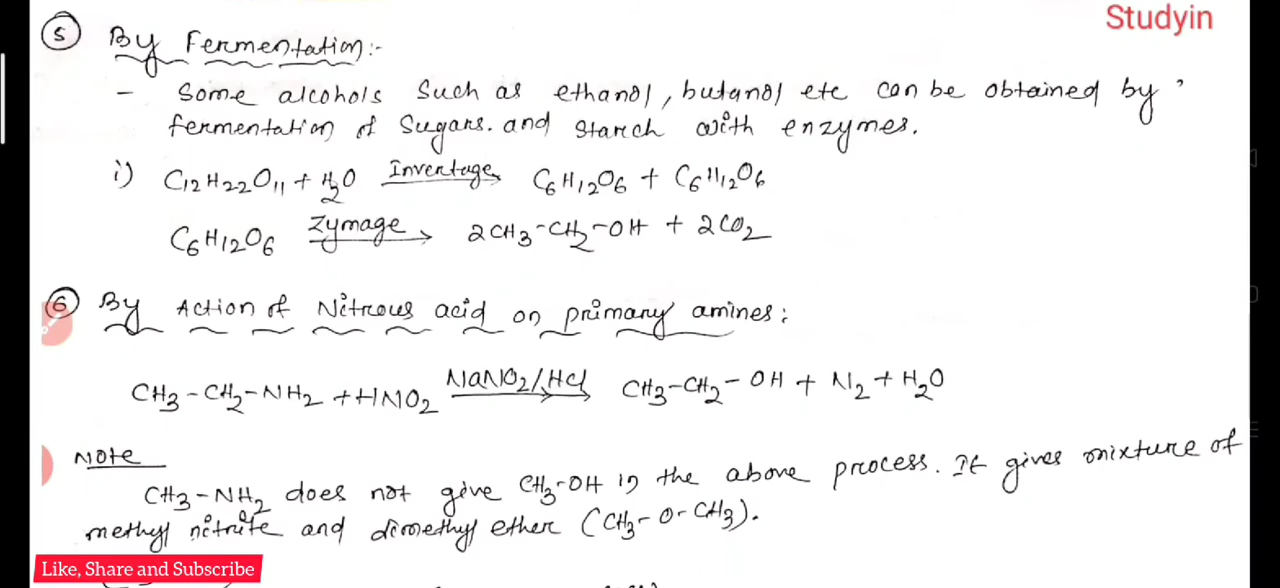 Studyin
⑤ By Fermentation:-
- Some alcohols such as ethanol, butanol etc can be obtained by
fermentation of sugars. and starch with enzymes.
i) C12H22O11 + H2O Invertage→ C6H12O6 + C6H12O6
C6H12O6 Zymage→ 2CH3-CH2-OH + 2CO2
⑥ By Action of Nitrous acid on primary amines:
CH3-CH2-NH2 + HNO2 NaNO2/HCl→ CH3-CH2-OH + N2 + H2O
Note
CH3-NH2 does not give CH3-OH in the above process. It gives mixture of
methyl nitrite and dimethyl ether (CH3-O-CH3).
Like, Share and Subscribe